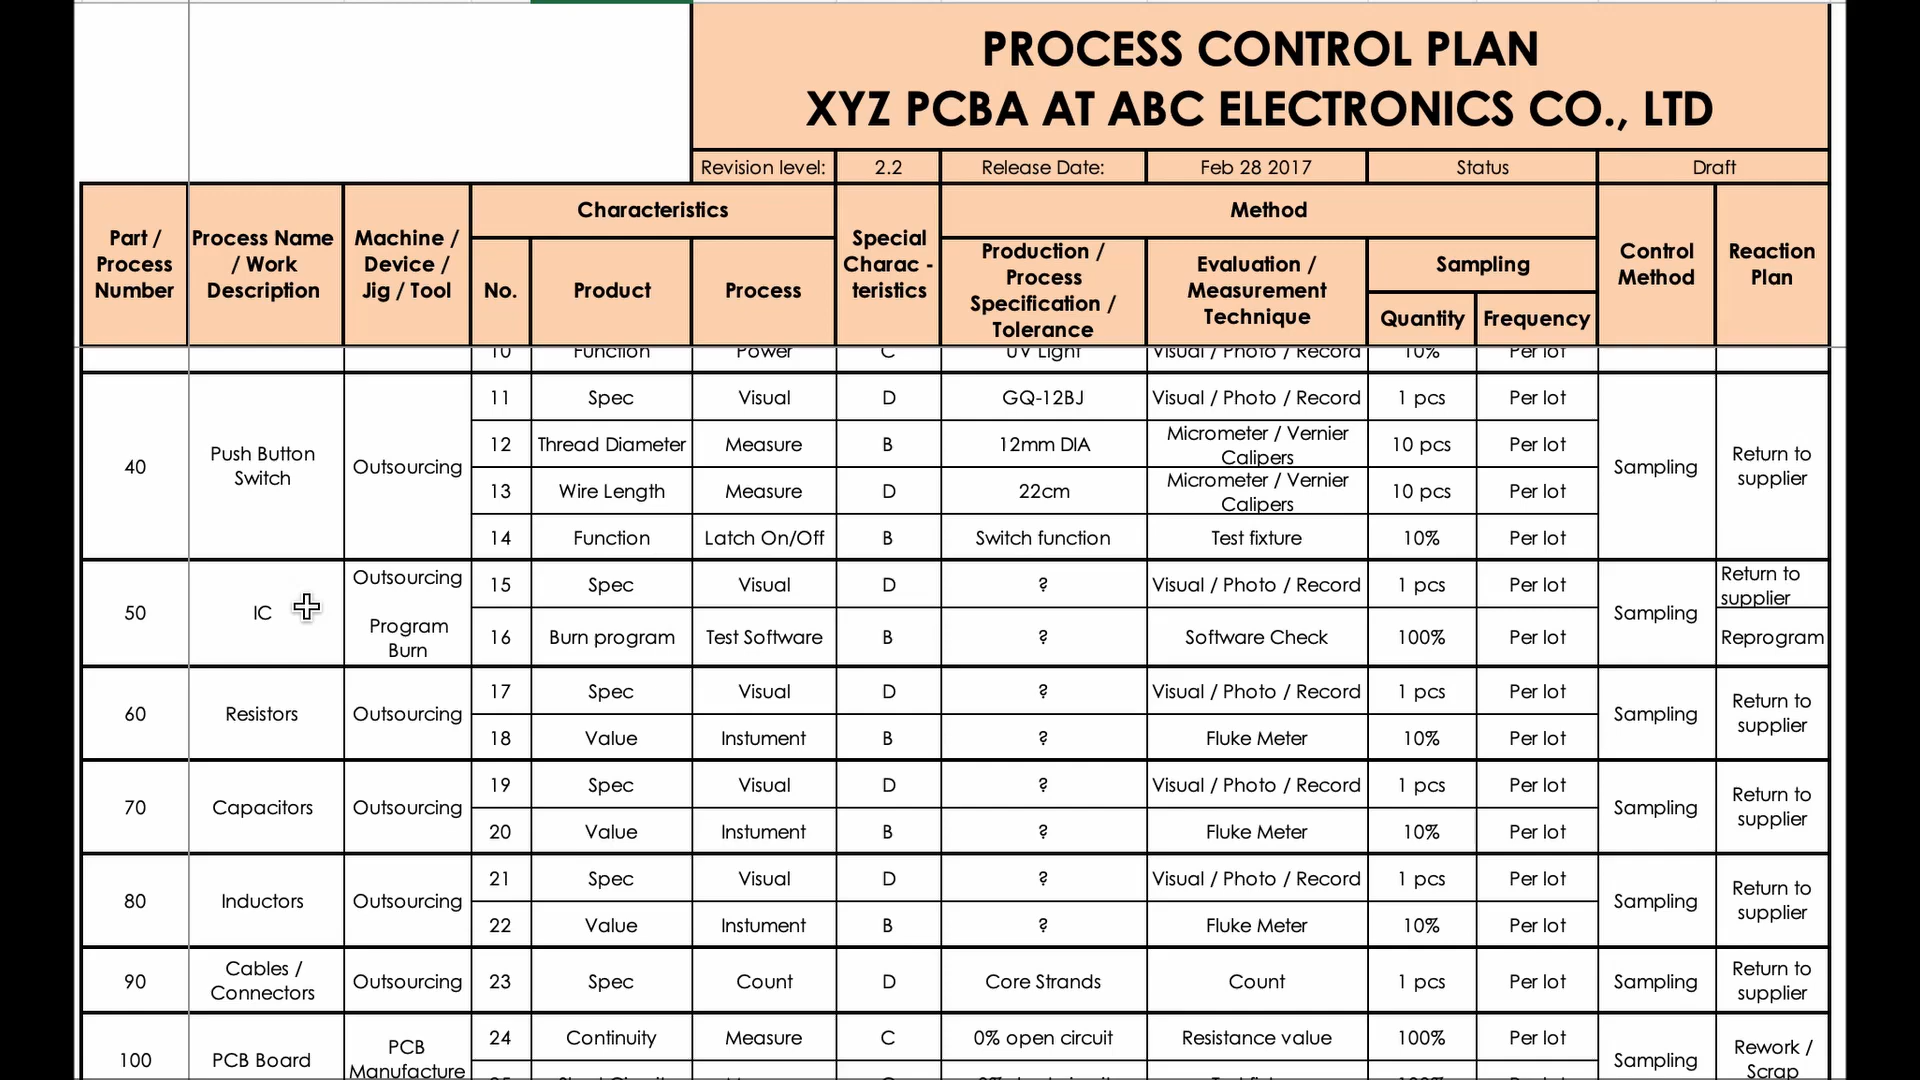 PROCESS CONTROL PLAN
XYZ PCBA AT ABC ELECTRONICS CO., LTD
Revision level: 2.2 Release Date: Feb 28 2017 Status Draft
Part / Process Number
Process Name / Work Description
Machine / Device / Jig / Tool
Characteristics
No. Product Process
Special Charac - teristics
Method
Production / Process Specification / Tolerance
Evaluation / Measurement Technique
Sampling
Quantity Frequency
Control Method
Reaction Plan
10 Function Power C UV Light Visual / Photo / Record 10% Per lot
40 Push Button Switch Outsourcing
11 Spec Visual D GQ-12BJ Visual / Photo / Record 1 pcs Per lot
12 Thread Diameter Measure B 12mm DIA Micrometer / Vernier Calipers 10 pcs Per lot
13 Wire Length Measure D 22cm Micrometer / Vernier Calipers 10 pcs Per lot
14 Function Latch On/Off B Switch function Test fixture 10% Per lot
Sampling Return to supplier
50 IC Outsourcing Program Burn
15 Spec Visual D ? Visual / Photo / Record 1 pcs Per lot
16 Burn program Test Software B ? Software Check 100% Per lot
Sampling Return to supplier
Reprogram
60 Resistors Outsourcing
17 Spec Visual D ? Visual / Photo / Record 1 pcs Per lot
18 Value Instument B ? Fluke Meter 10% Per lot
Sampling Return to supplier
70 Capacitors Outsourcing
19 Spec Visual D ? Visual / Photo / Record 1 pcs Per lot
20 Value Instument B ? Fluke Meter 10% Per lot
Sampling Return to supplier
80 Inductors Outsourcing
21 Spec Visual D ? Visual / Photo / Record 1 pcs Per lot
22 Value Instument B ? Fluke Meter 10% Per lot
Sampling Return to supplier
90 Cables / Connectors Outsourcing
23 Spec Count D Core Strands Count 1 pcs Per lot
Sampling Return to supplier
100 PCB Board PCB Manufacture
24 Continuity Measure C 0% open circuit Resistance value 100% Per lot
Sampling Rework / Scrap